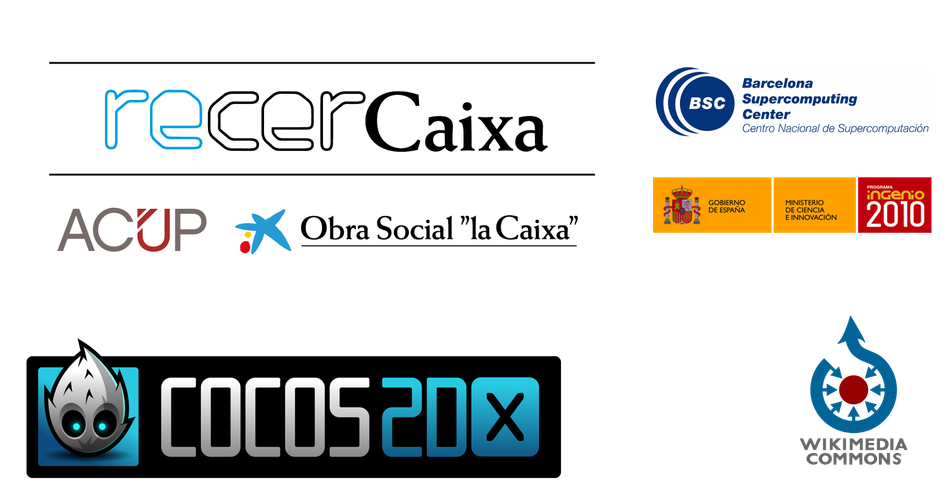 recerCaixa
ACUP
Obra Social "la Caixa"
BSC
Barcelona
Supercomputing
Center
Centro Nacional de Supercomputación
GOBIERNO
DE ESPAÑA
MINISTERIO
DE CIENCIA
E INNOVACIÓN
PROGRAMA
ingenio
2010
COCOS2DX
WIKIMEDIA
COMMONS